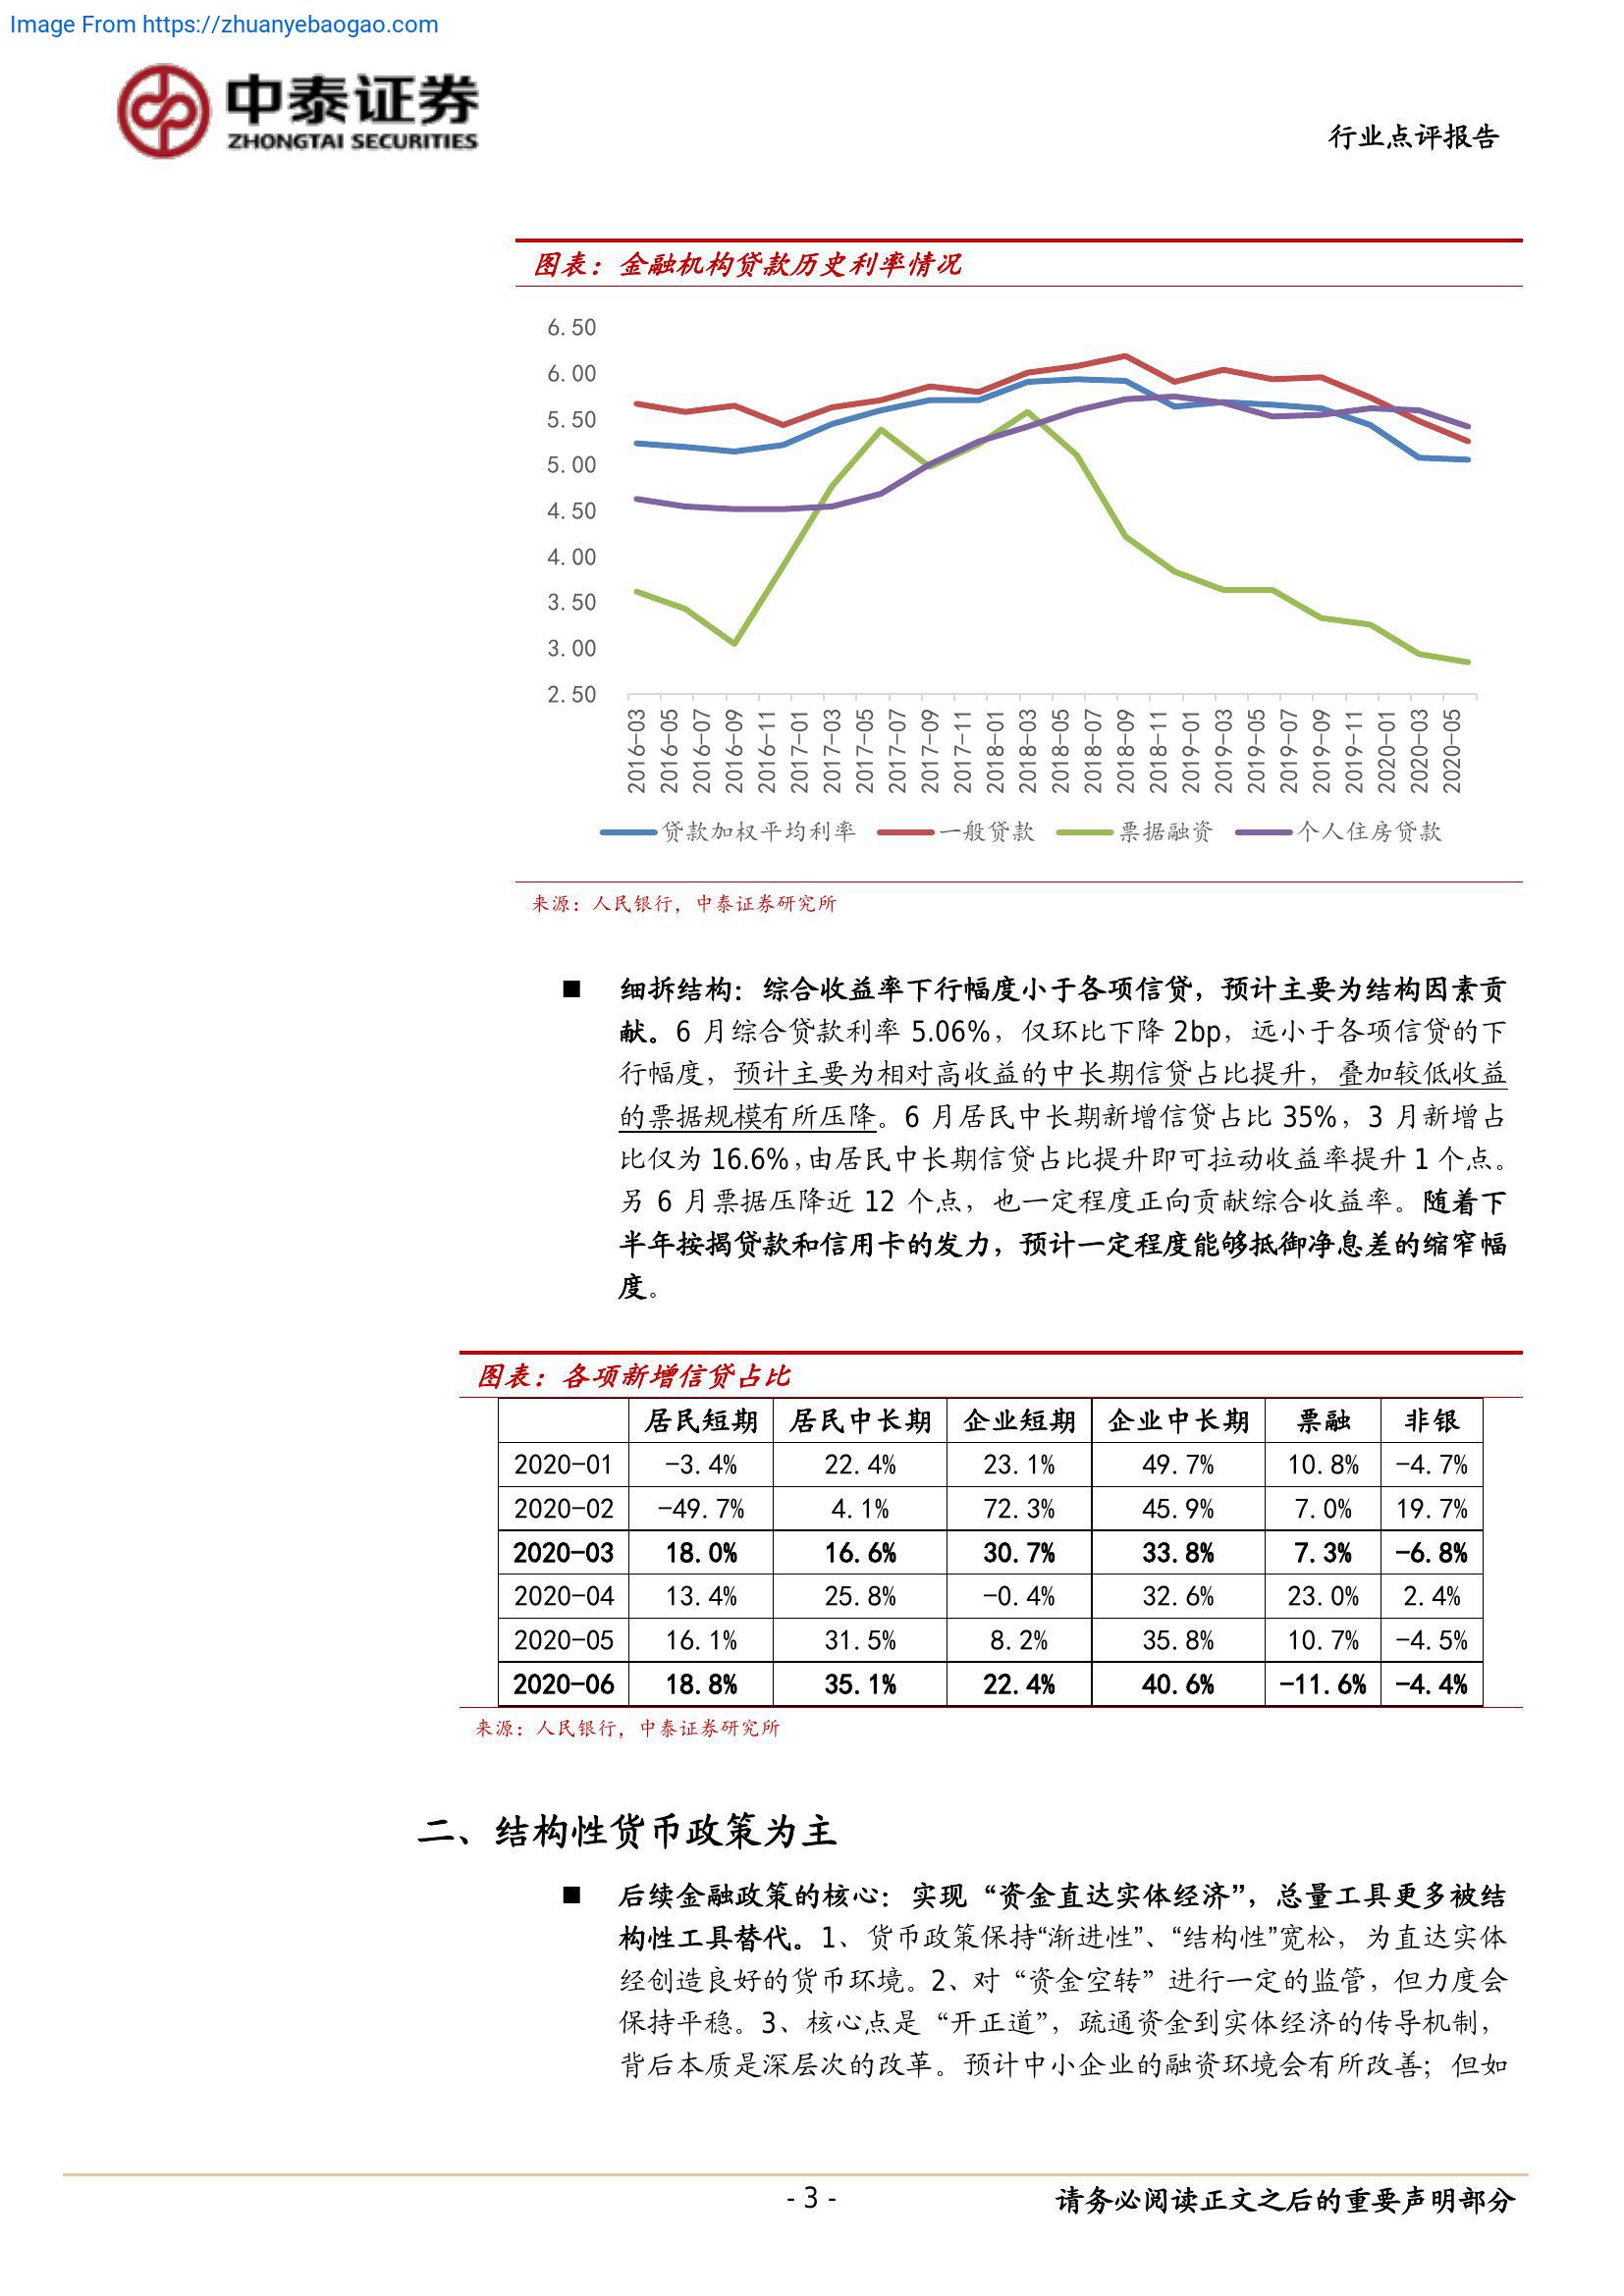 Image From https://zhuanyebaogao.com
中泰证券
ZHONGTAI SECURITIES
行业点评报告
图表：金融机构贷款历史利率情况
6.50
6.00
5.50
5.00
4.50
4.00
3.50
3.00
2.50
2016-03
2016-05
2016-07
2016-09
2016-11
2017-01
2017-03
2017-05
2017-07
2017-09
2017-11
2018-01
2018-03
2018-05
2018-07
2018-09
2018-11
2019-01
2019-03
2019-05
2019-07
2019-09
2019-11
2020-01
2020-03
2020-05
贷款加权平均利率 一般贷款 票据融资 个人住房贷款
来源：人民银行，中泰证券研究所
■ 细拆结构：综合收益率下行幅度小于各项信贷，预计主要为结构因素贡
献。6 月综合贷款利率 5.06%，仅环比下降 2bp，远小于各项信贷的下
行幅度，预计主要为相对高收益的中长期信贷占比提升，叠加较低收益
的票据规模有所压降。6 月居民中长期新增信贷占比 35%，3 月新增占
比仅为 16.6%，由居民中长期信贷占比提升即可拉动收益率提升 1 个点。
另 6 月票据压降近 12 个点，也一定程度正向贡献综合收益率。随着下
半年按揭贷款和信用卡的发力，预计一定程度能够抵御净息差的缩窄幅
度。
图表：各项新增信贷占比
居民短期 居民中长期 企业短期 企业中长期 票融 非银
2020-01 -3.4% 22.4% 23.1% 49.7% 10.8% -4.7%
2020-02 -49.7% 4.1% 72.3% 45.9% 7.0% 19.7%
2020-03 18.0% 16.6% 30.7% 33.8% 7.3% -6.8%
2020-04 13.4% 25.8% -0.4% 32.6% 23.0% 2.4%
2020-05 16.1% 31.5% 8.2% 35.8% 10.7% -4.5%
2020-06 18.8% 35.1% 22.4% 40.6% -11.6% -4.4%
来源：人民银行，中泰证券研究所
二、结构性货币政策为主
■ 后续金融政策的核心：实现“资金直达实体经济”，总量工具更多被结
构性工具替代。1、货币政策保持“渐进性”、“结构性”宽松，为直达实体
经创造良好的货币环境。2、对“资金空转”进行一定的监管，但力度会
保持平稳。3、核心点是“开正道”，疏通资金到实体经济的传导机制，
背后本质是深层次的改革。预计中小企业的融资环境会有所改善；但如
- 3 -
请务必阅读正文之后的重要声明部分